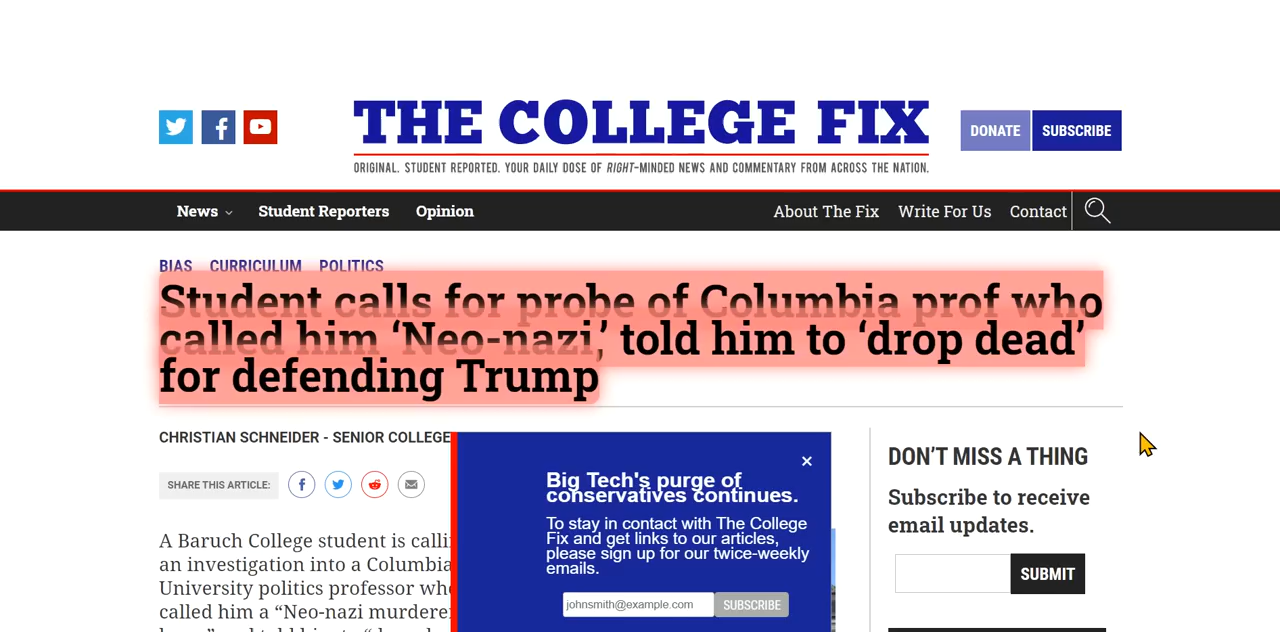 THE COLLEGE FIX
ORIGINAL. STUDENT REPORTED. YOUR DAILY DOSE OF RIGHT-MINDED NEWS AND COMMENTARY FROM ACROSS THE NATION.
DONATE
SUBSCRIBE
News
Student Reporters
Opinion
About The Fix
Write For Us
Contact
BIAS CURRICULUM POLITICS
Student calls for probe of Columbia prof who
called him ‘Neo-nazi,’ told him to ‘drop dead’
for defending Trump
CHRISTIAN SCHNEIDER - SENIOR COLLEGE
SHARE THIS ARTICLE:
A Baruch College student is
an investigation into a Columbia
University politics professor
called him a “Neo-nazi
Big Tech's purge of
conservatives continues.
To stay in contact with The College
Fix and get links to our articles,
please sign up for our twice-weekly
emails.
johnsmith@example.com
SUBSCRIBE
DON’T MISS A THING
Subscribe to receive
email updates.
SUBMIT